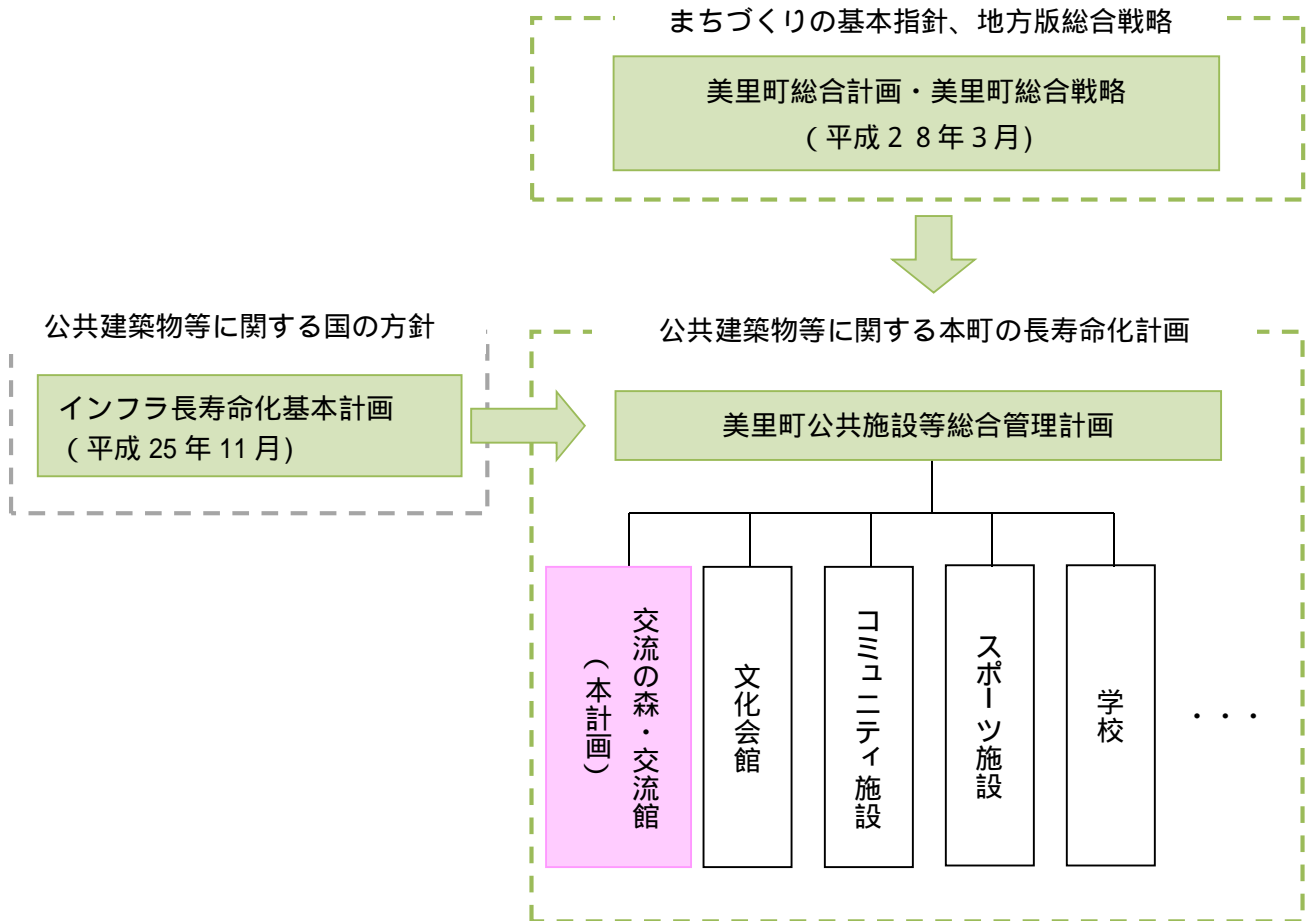 まちづくりの基本指針、地方版総合戦略
美里町総合計画・美里町総合戦略
(平成28年3月)
公共建築物等に関する国の方針
インフラ長寿命化基本計画
(平成 25 年 11 月)
公共建築物等に関する本町の長寿命化計画
美里町公共施設等総合管理計画
交流の森・交流館
(本計画)
文化会館
コミュニティ施設
スポーツ施設
学校
・・・